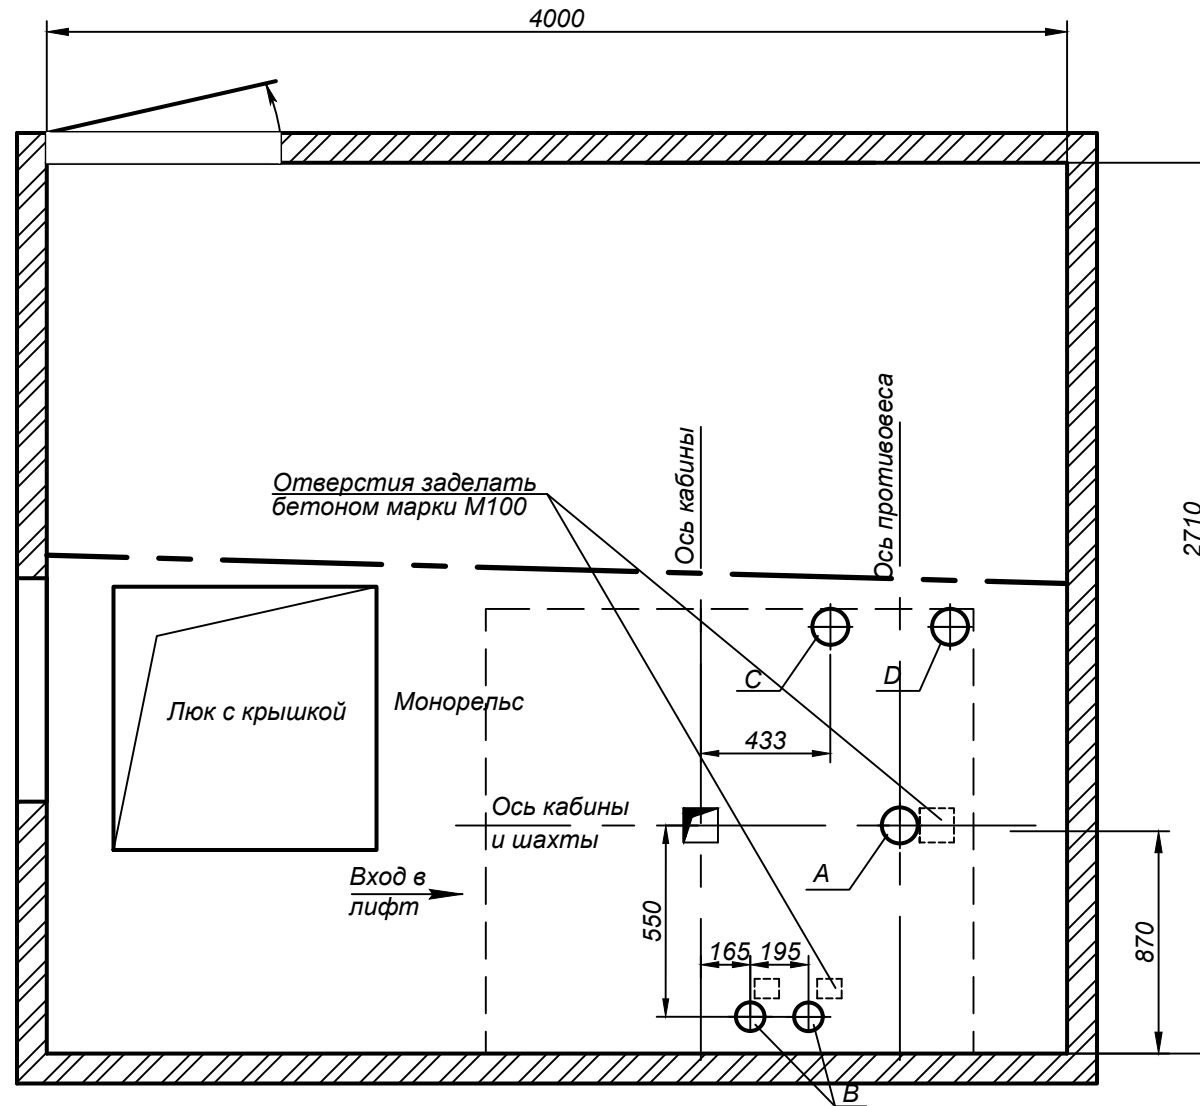 4000
Ось кабины
Ось противовеса
Отверстия заделать
бетоном марки М100
2710
C
D
Люк с крышкой
Монорельс
433
Ось кабины
и шахты
A
Вход в
лифт
550
165
195
870
B